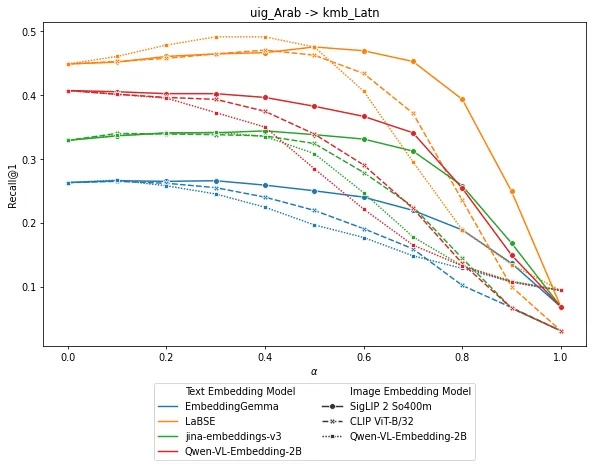 uig_Arab -> kmb_Latn
0.5
0.4
0.3
0.2
0.1
Recall@1
0.0 0.2 0.4 0.6 0.8 1.0
α
Text Embedding Model Image Embedding Model
EmbeddingGemma SigLIP 2 So400m
LaBSE CLIP ViT-B/32
jina-embeddings-v3 Qwen-VL-Embedding-2B
Qwen-VL-Embedding-2B